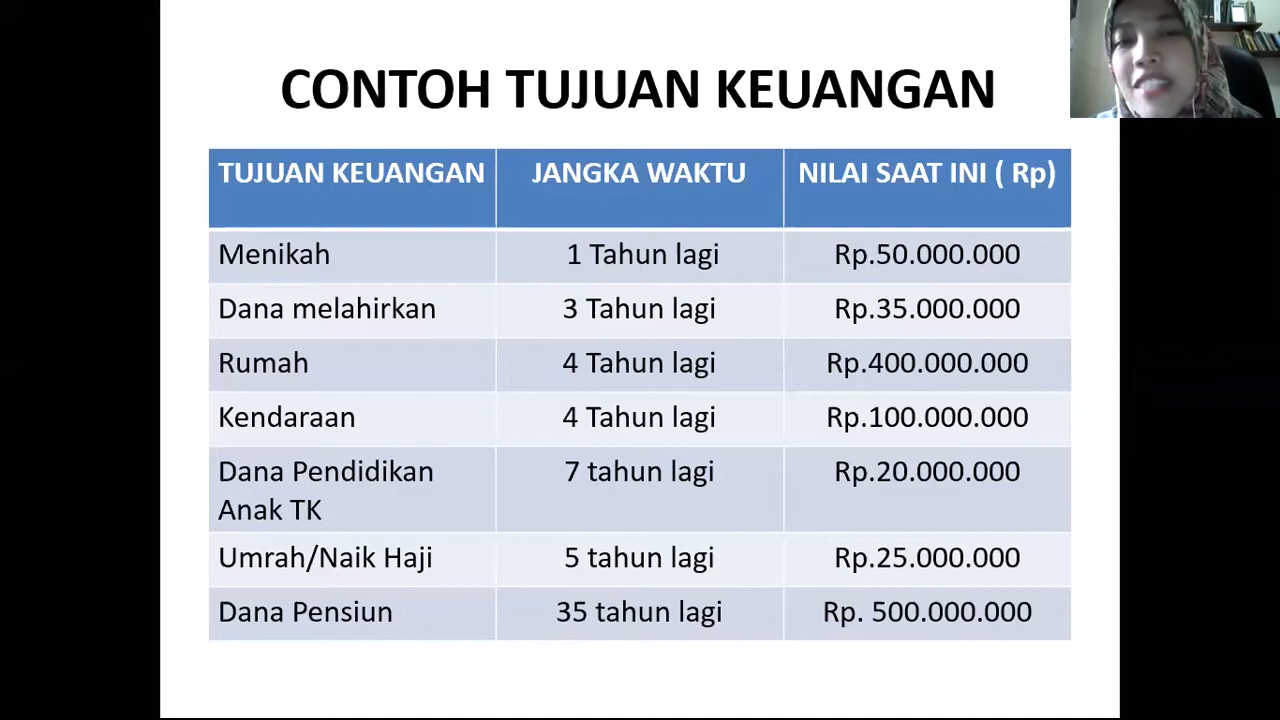 CONTOH TUJUAN KEUANGAN
TUJUAN KEUANGAN JANGKA WAKTU NILAI SAAT INI ( Rp)
Menikah 1 Tahun lagi Rp.50.000.000
Dana melahirkan 3 Tahun lagi Rp.35.000.000
Rumah 4 Tahun lagi Rp.400.000.000
Kendaraan 4 Tahun lagi Rp.100.000.000
Dana Pendidikan 7 tahun lagi Rp.20.000.000
Anak TK
Umrah/Naik Haji 5 tahun lagi Rp.25.000.000
Dana Pensiun 35 tahun lagi Rp. 500.000.000